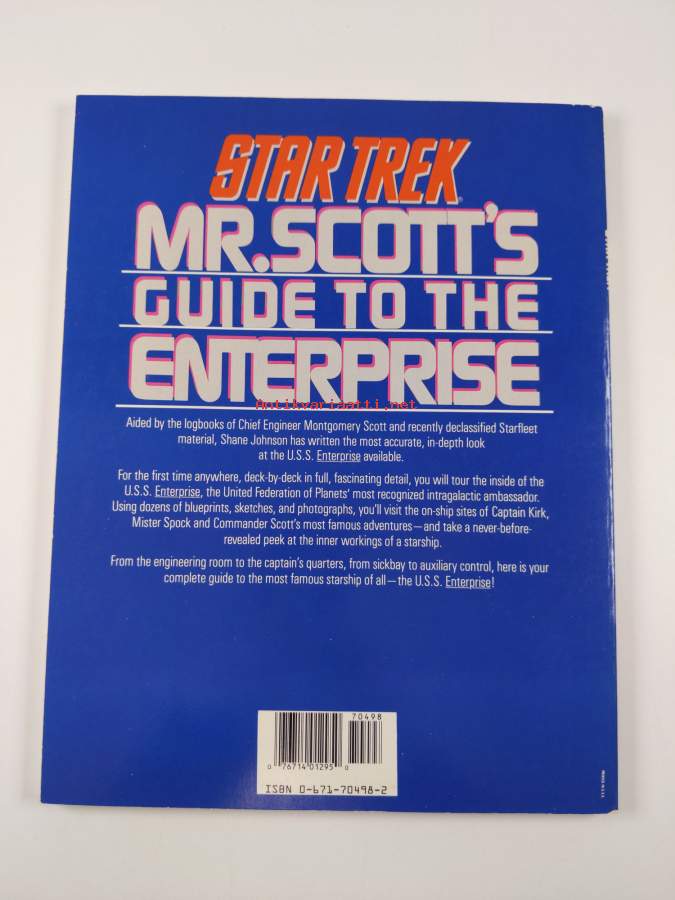 STAR TREK®
MR. SCOTT'S
GUIDE TO THE
ENTERPRISE
Antikvariaatti.net
Aided by the logbooks of Chief Engineer Montgomery Scott and recently declassified Starfleet
material, Shane Johnson has written the most accurate, in-depth look
at the U.S.S. Enterprise available.
For the first time anywhere, deck-by-deck in full, fascinating detail, you will tour the inside of the
U.S.S. Enterprise, the United Federation of Planets' most recognized intragalactic ambassador.
Using dozens of blueprints, sketches, and photographs, you'll visit the on-ship sites of Captain Kirk,
Mister Spock and Commander Scott's most famous adventures—and take a never-before-
revealed peek at the inner workings of a starship.
From the engineering room to the captain's quarters, from sickbay to auxiliary control, here is your
complete guide to the most famous starship of all—the U.S.S. Enterprise!
70498
0 76714 01295 0
ISBN 0-671-70498-2